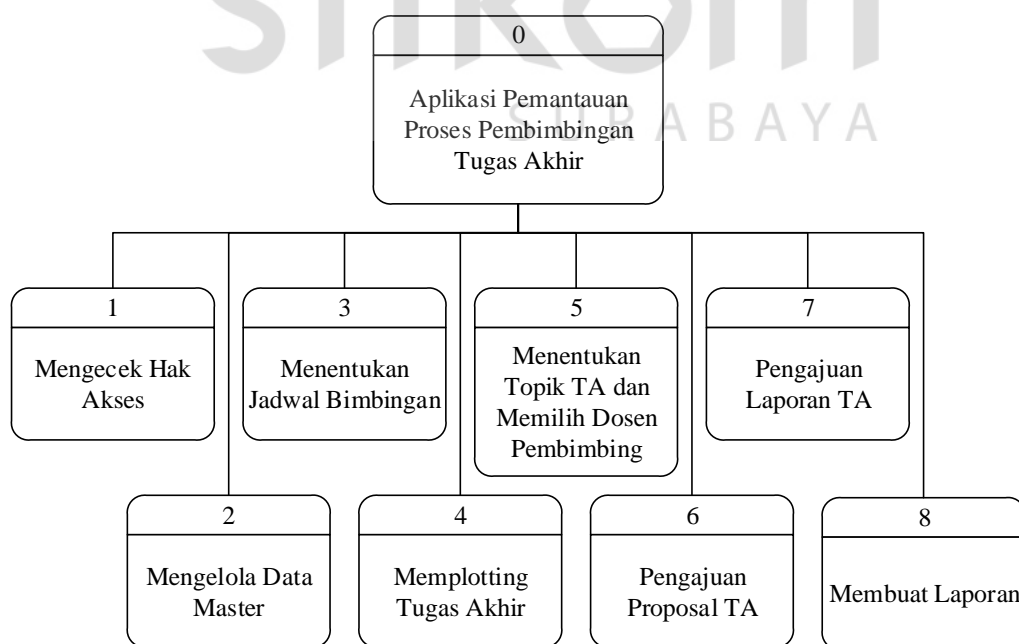 stikom
SURABAYA
0
Aplikasi Pemantauan
Proses Pembimbingan
Tugas Akhir
1
Mengecek Hak
Akses
3
Menentukan
Jadwal Bimbingan
5
Menentukan
Topik TA dan
Memilih Dosen
Pembimbing
7
Pengajuan
Laporan TA
2
Mengelola Data
Master
4
Memplotting
Tugas Akhir
6
Pengajuan
Proposal TA
8
Membuat Laporan